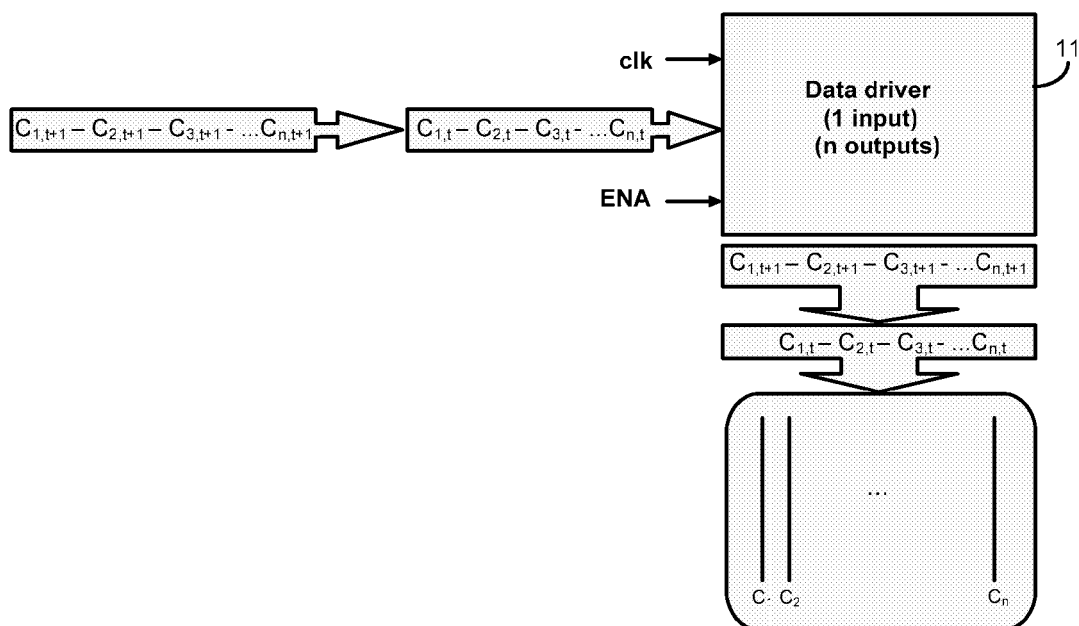 clk
11
Data driver
(1 input)
(n outputs)
C1,t+1 – C2,t+1 – C3,t+1 - ...Cn,t+1
C1,t – C2,t – C3,t - ...Cn,t
ENA
C1,t+1 – C2,t+1 – C3,t+1 - ...Cn,t+1
C1,t – C2,t – C3,t - ...Cn,t
...
C C2 Cn